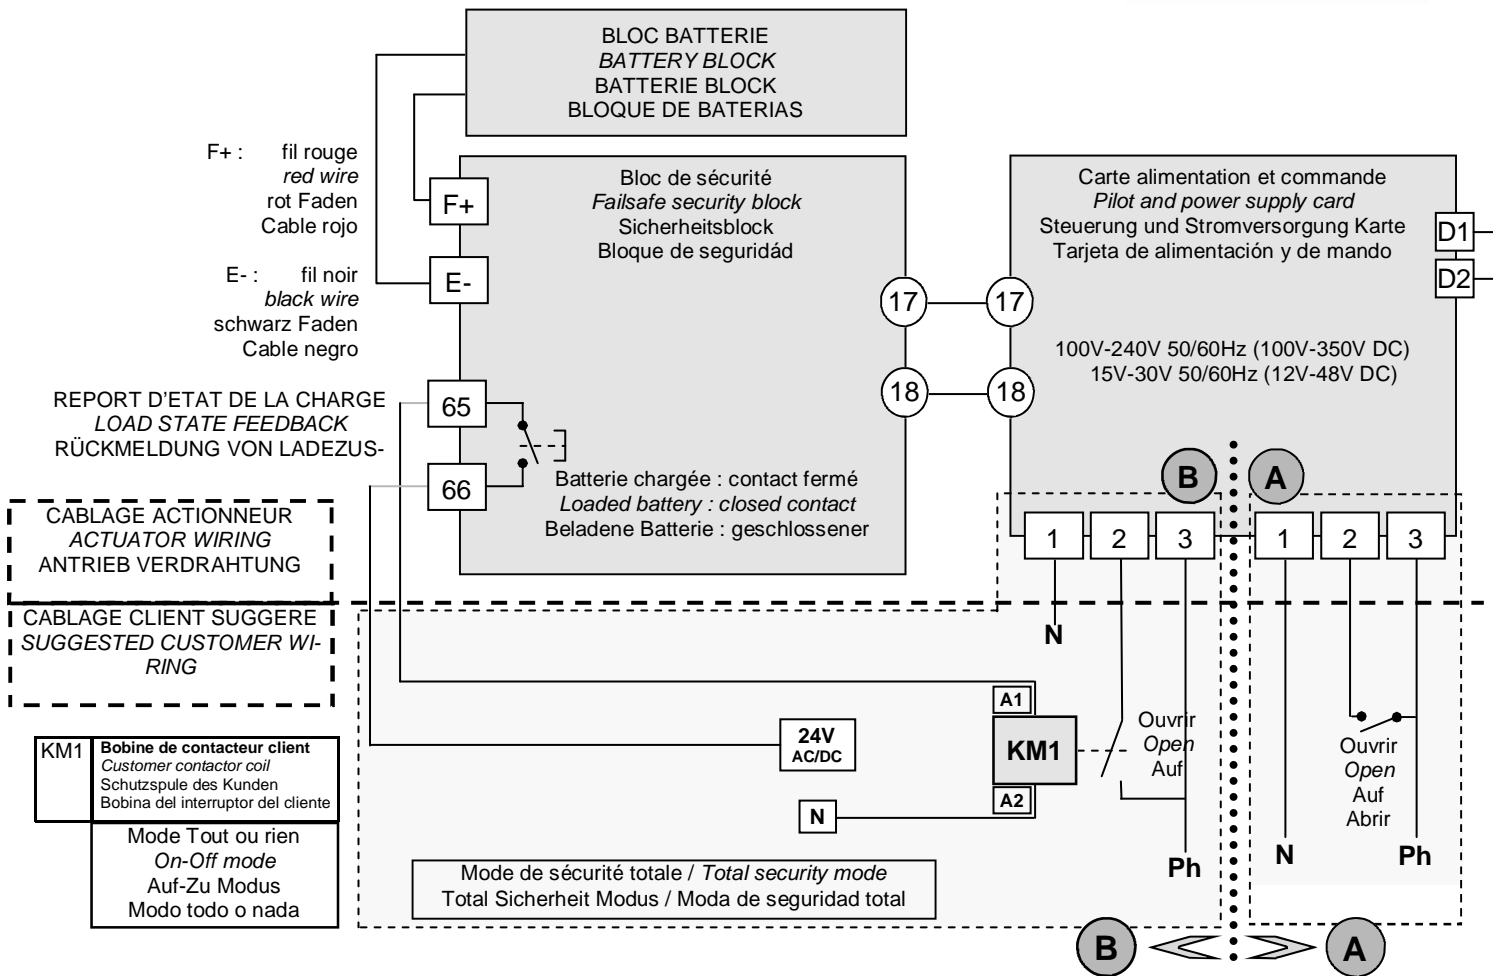 BLOC BATTERIE
BATTERY BLOCK
BATTERIE BLOCK
BLOQUE DE BATERIAS
F+ : fil rouge
red wire
rot Faden
Cable rojo
E- : fil noir
black wire
schwarz Faden
Cable negro
F+
E-
Bloc de sécurité
Failsafe security block
Sicherheitsblock
Bloque de seguridád
17
18
17
18
Carte alimentation et commande
Pilot and power supply card
Steuerung und Stromversorgung Karte
Tarjeta de alimentación y de mando
D1
D2
100V-240V 50/60Hz (100V-350V DC)
15V-30V 50/60Hz (12V-48V DC)
REPORT D'ETAT DE LA CHARGE
LOAD STATE FEEDBACK
RÜCKMELDUNG VON LADEZUS-
65
66
Batterie chargée : contact fermé
Loaded battery : closed contact
Beladene Batterie : geschlossener
B
A
1
2
3
1
2
3
CABLAGE ACTIONNEUR
ACTUATOR WIRING
ANTRIEB VERDRAHTUNG
CABLAGE CLIENT SUGGERE
SUGGESTED CUSTOMER WI-
RING
N
A1
KM1
A2
24V
AC/DC
N
Ouvrir
Open
Auf
Ph
Ouvrir
Open
Auf
Abrir
N
Ph
KM1
Bobine de contacteur client
Customer contactor coil
Schutzspule des Kunden
Bobina del interruptor del cliente
Mode Tout ou rien
On-Off mode
Auf-Zu Modus
Modo todo o nada
Mode de sécurité totale / Total security mode
Total Sicherheit Modus / Moda de seguridad total
B
A